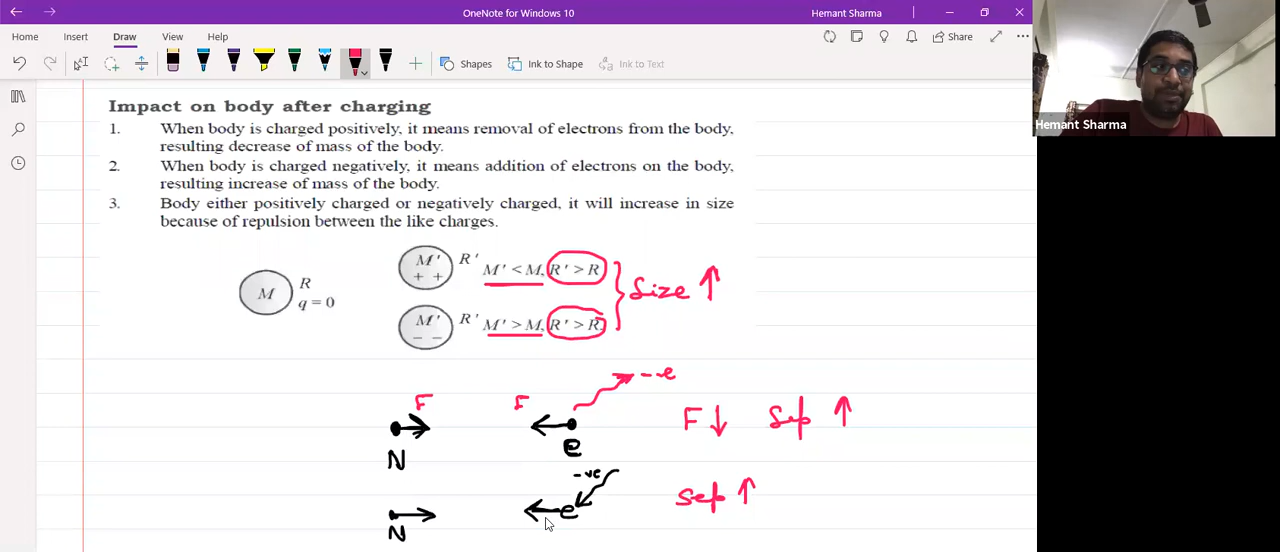 OneNote for Windows 10
Hemant Sharma
Home Insert Draw View Help
Share
Shapes Ink to Shape Ink to Text
Hemant Sharma
Impact on body after charging
1. When body is charged positively, it means removal of electrons from the body,
resulting decrease of mass of the body.
2. When body is charged negatively, it means addition of electrons on the body,
resulting increase of mass of the body.
3. Body either positively charged or negatively charged, it will increase in size
because of repulsion between the like charges.
M R
q = 0
M' + + R' M' < M, R' > R
Size ↑
M' – – R' M' > M, R' > R.
F F –e
N e
F ↓ Sep ↑
-ve
N e
Sep ↑